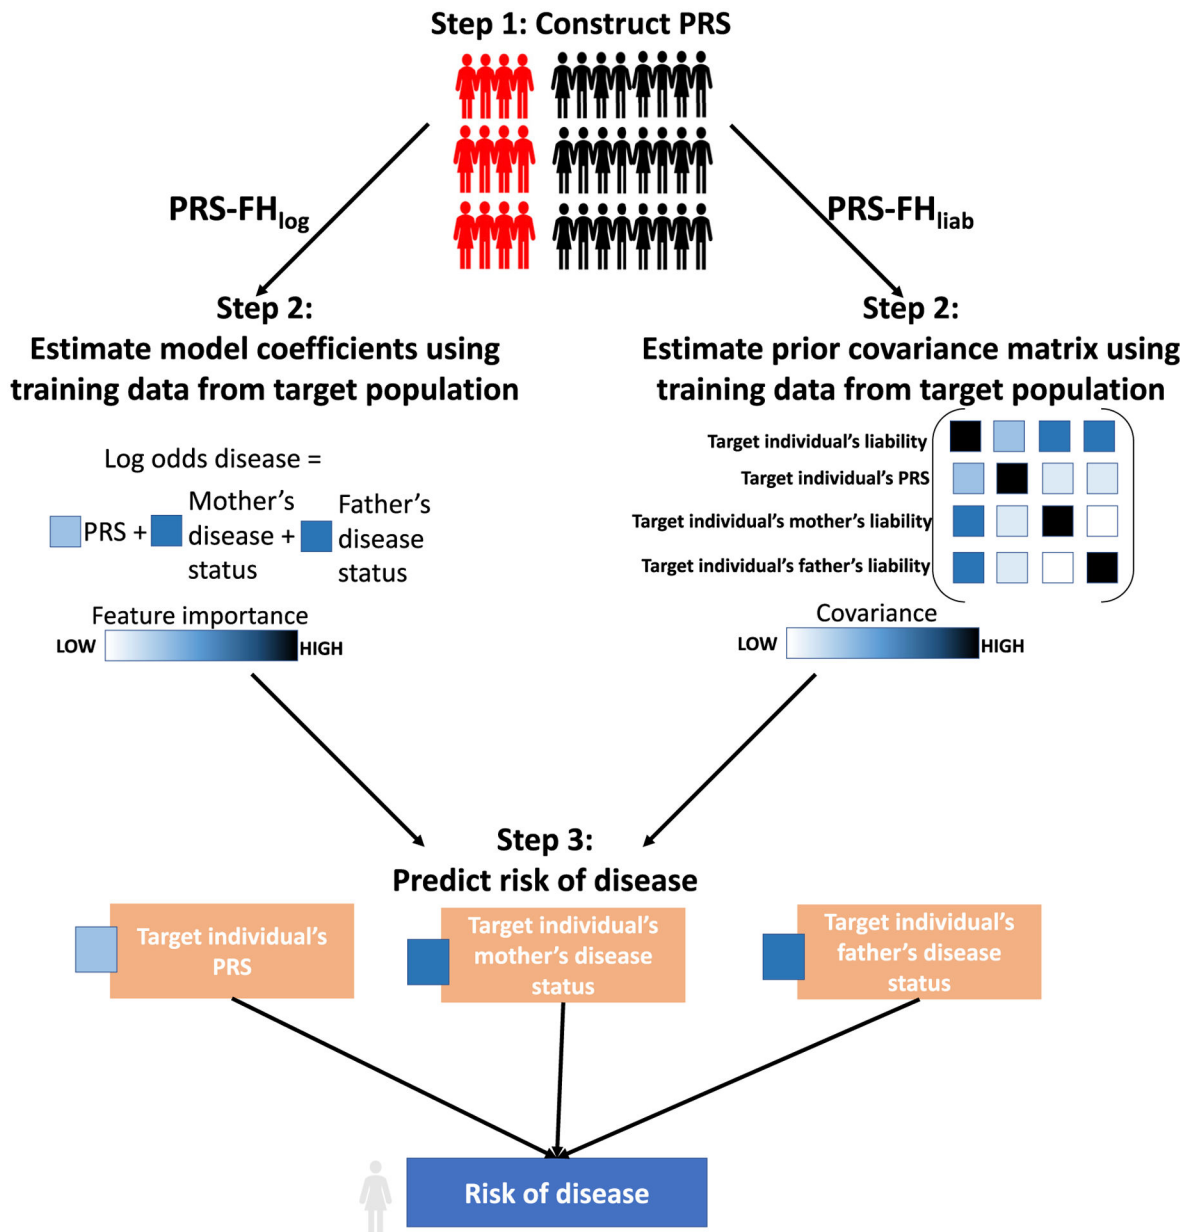 Step 1: Construct PRS
PRS-FHlog
PRS-FHliab
Step 2:
Estimate model coefficients using
training data from target population
Log odds disease =
PRS + Mother's disease status + Father's disease status
Feature importance
LOW HIGH
Step 2:
Estimate prior covariance matrix using
training data from target population
Target individual's liability
Target individual's PRS
Target individual's mother's liability
Target individual's father's liability
Covariance
LOW HIGH
Step 3:
Predict risk of disease
Target individual's
PRS
Target individual's
mother's disease
status
Target individual's
father's disease
status
Risk of disease